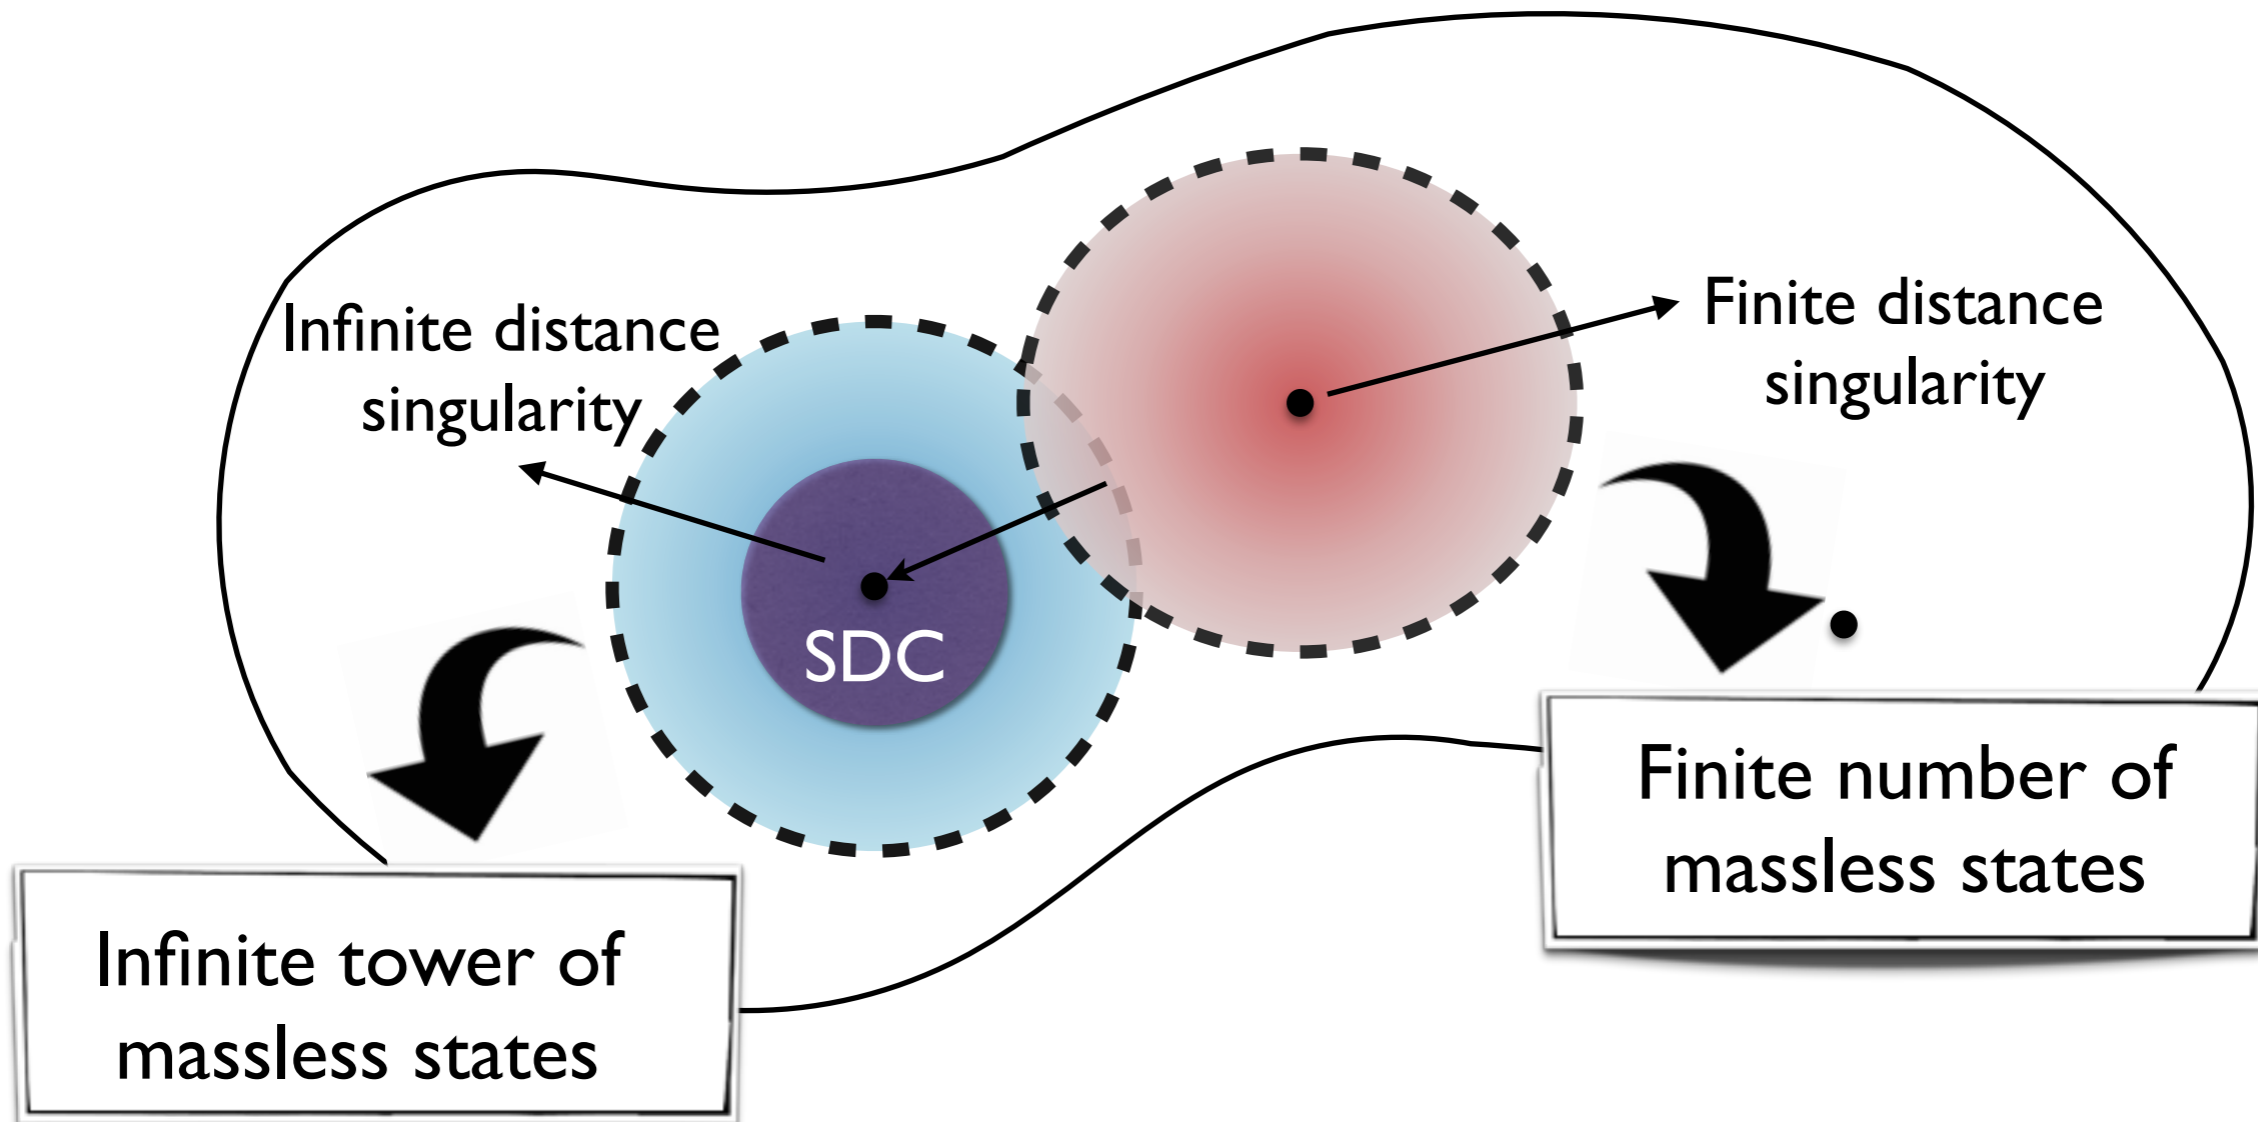 Infinite distance
singularity
Finite distance
singularity
SDC
Finite number of
massless states
Infinite tower of
massless states